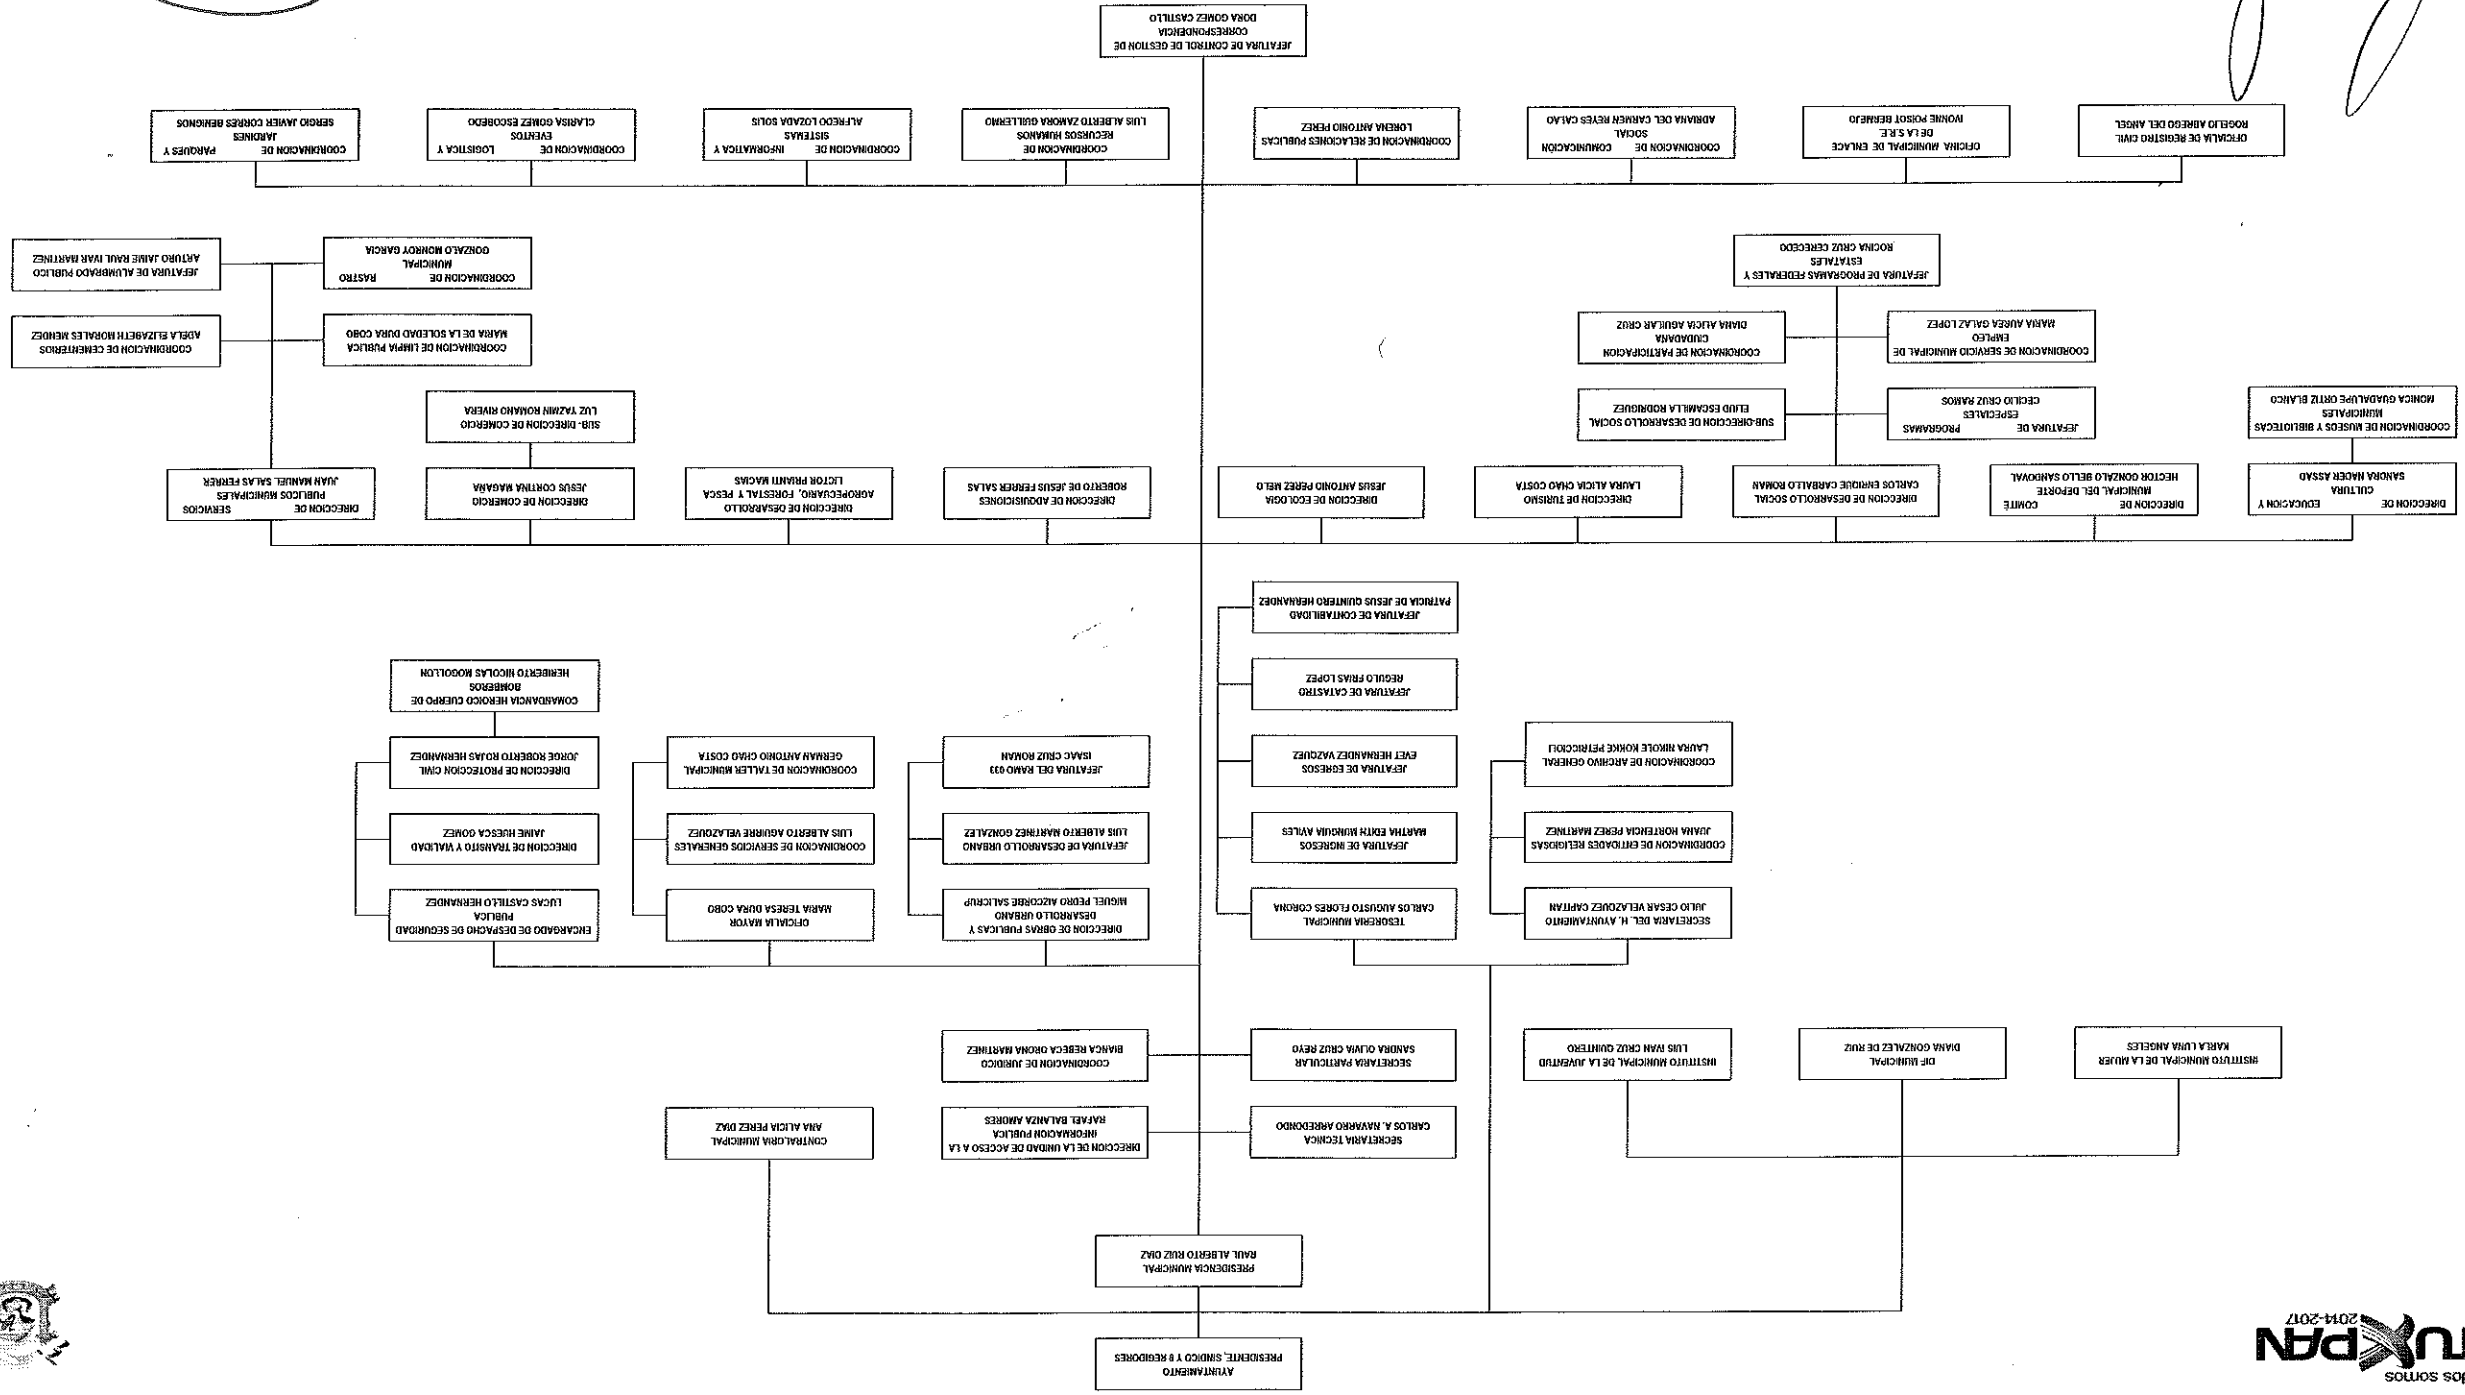 dos somos
TUXPAN
2014-2017
AYUNTAMIENTO
PRESIDENTE, SINDICO Y 9 REGIDORES
PRESIDENCIA MUNICIPAL
RAUL ALBERTO RUIZ DIAZ
SECRETARIA TECNICA
CARLOS A. NAVARRO ARREDONDO
DIRECCION DE LA UNIDAD DE ACCESO A LA
INFORMACION PUBLICA
RAFAEL BALANZA AMORES
CONTRALORIA MUNICIPAL
ANA ALICIA PEREZ DIAZ
INSTITUTO MUNICIPAL DE LA MUJER
KARLA LUNA ANGELES
DIF MUNICIPAL
DIANA GONZALEZ DE RUIZ
INSTITUTO MUNICIPAL DE LA JUVENTUD
LUIS IVAN CRUZ QUINTERO
SECRETARIA PARTICULAR
SANDRA OLIVIA CRUZ REYO
COORDINACION DE JURIDICO
BIANCA REBECA ORONA MARTINEZ
SECRETARIA DEL H. AYUNTAMIENTO
JULIO CESAR VELAZQUEZ CAPITAN
TESORERIA MUNICIPAL
CARLOS AUGUSTO FLORES CORONA
DIRECCION DE OBRAS PUBLICAS Y
DESARROLLO URBANO
MIGUEL PEDRO AIZCORBE SALICRUP
OFICIALIA MAYOR
MARIA TERESA DURA COBO
ENCARGADO DE DESPACHO DE SEGURIDAD
PUBLICA
LUCAS CASTILLO HERNANDEZ
COORDINACION DE ENTIDADES RELIGIOSAS
JUANA HORTENCIA PEREZ MARTINEZ
JEFATURA DE INGRESOS
MARTHA EDITH MUNGUIA AVILES
JEFATURA DE DESARROLLO URBANO
LUIS ALBERTO MARTINEZ GONZALEZ
COORDINACION DE SERVICIOS GENERALES
LUIS ALBERTO AGUIRRE VELAZQUEZ
DIRECCION DE TRANSITO Y VIALIDAD
JAIME HUESCA GOMEZ
COORDINACION DE ARCHIVO GENERAL
LAURA NIKOLE KOKKE PETRICCIOLI
JEFATURA DE EGRESOS
EVET HERNANDEZ VAZQUEZ
JEFATURA DEL RAMO 033
ISAAC CRUZ ROMAN
COORDINACION DE TALLER MUNICIPAL
GERMAN ANTONIO CHAO COSTA
DIRECCION DE PROTECCION CIVIL
JORGE ROBERTO ROJAS HERNANDEZ
JEFATURA DE CATASTRO
REGULO FRIAS LOPEZ
COMANDANCIA HEROICO CUERPO DE
BOMBEROS
HERIBERTO NICOLAS MOGOLLON
JEFATURA DE CONTABILIDAD
PATRICIA DE JESUS QUINTERO HERNANDEZ
DIRECCION DE EDUCACION Y
CULTURA
SANDRA NADER ASSAD
DIRECCION DE COMITÉ
MUNICIPAL DEL DEPORTE
HECTOR GONZALO BELLO SANDOVAL
DIRECCION DE DESARROLLO SOCIAL
CARLOS ENRIQUE CARBALLO ROMAN
DIRECCION DE TURISMO
LAURA ALICIA CHAO COSTA
DIRECCION DE ECOLOGIA
JESUS ANTONIO PEREZ MELO
DIRECCION DE ADQUISICIONES
ROBERTO DE JESUS FERRER SALAS
DIRECCION DE DESARROLLO
AGROPECUARIO, FORESTAL Y PESCA
LICTOR PRIANTI MACIAS
DIRECCION DE COMERCIO
JESUS CORTINA MAGAÑA
DIRECCION DE SERVICIOS
PUBLICOS MUNICIPALES
JUAN MANUEL SALAS FERRER
COORDINACION DE MUSEOS Y BIBLIOTECAS
MUNICIPALES
MONICA GUADALUPE ORTIZ BLANCO
JEFATURA DE PROGRAMAS
ESPECIALES
CECILIO CRUZ RAMOS
SUB-DIRECCION DE DESARROLLO SOCIAL
ELIUD ESCAMILLA RODRIGUEZ
SUB- DIRECCION DE COMERCIO
LUZ YAZMIN ROMANO RIVERA
COORDINACION DE SERVICIO MUNICIPAL DE
EMPLEO
MARIA AUREA GALAZ LOPEZ
COORDINACION DE PARTICIPACION
CIUDADANA
DIANA ALICIA AGUILAR CRUZ
COORDINACION DE LIMPIA PUBLICA
MARIA DE LA SOLEDAD DURA COBO
COORDINACION DE CEMENTERIOS
ADELA ELIZABETH MORALES MENDEZ
JEFATURA DE PROGRAMAS FEDERALES Y
ESTATALES
ROCINA CRUZ CERECEDO
COORDINACION DE RASTRO
MUNICIPAL
GONZALO MONROY GARCIA
JEFATURA DE ALUMBRADO PUBLICO
ARTURO JAIME RAUL IVAR MARTINEZ
OFICIALIA DE REGISTRO CIVIL
ROGELIO ABREGO DEL ANGEL
OFICINA MUNICIPAL DE ENLACE
DE LA S.R.E.
IVONNE POISOT BERMEJO
COORDINACION DE COMUNICACIÓN
SOCIAL
ADRIANA DEL CARMEN REYES CALAO
COORDINACION DE RELACIONES PUBLICAS
LORENA ANTONIO PEREZ
COORDINACION DE
RECURSOS HUMANOS
LUIS ALBERTO ZAMORA GUILLERMO
COORDINACION DE INFORMATICA Y
SISTEMAS
ALFREDO LOZADA SOLIS
COORDINACION DE LOGISTICA Y
EVENTOS
CLARISA GOMEZ ESCOBEDO
COORDINACION DE PARQUES Y
JARDINES
SERGIO JAVIER CORRES BENIGNOS
JEFATURA DE CONTROL DE GESTION DE
CORRESPONDENCIA
DORA GOMEZ CASTILLO